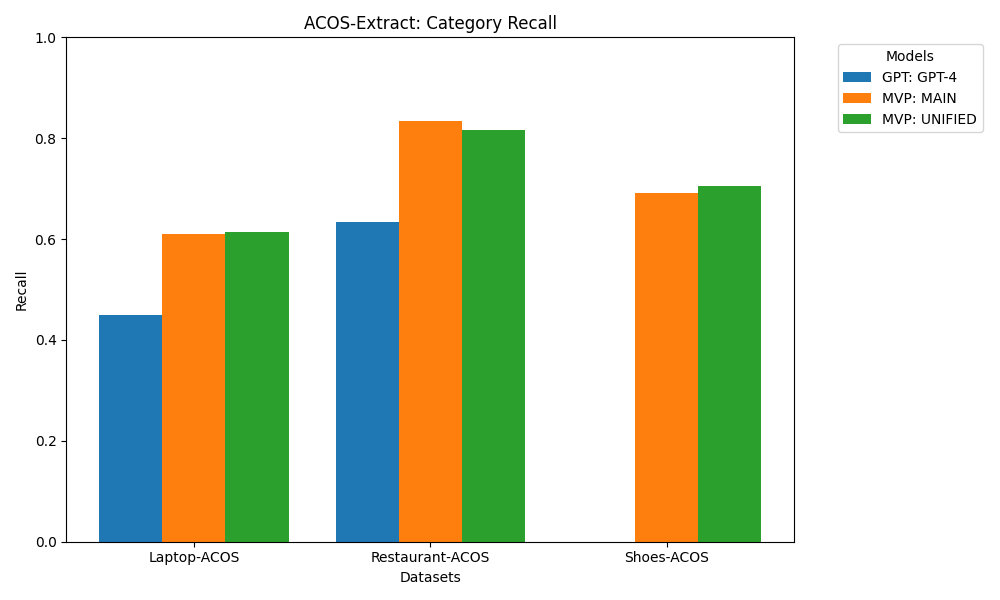 ACOS-Extract: Category Recall
Models
GPT: GPT-4
MVP: MAIN
MVP: UNIFIED
Recall
1.0
0.8
0.6
0.4
0.2
0.0
Laptop-ACOS
Restaurant-ACOS
Shoes-ACOS
Datasets